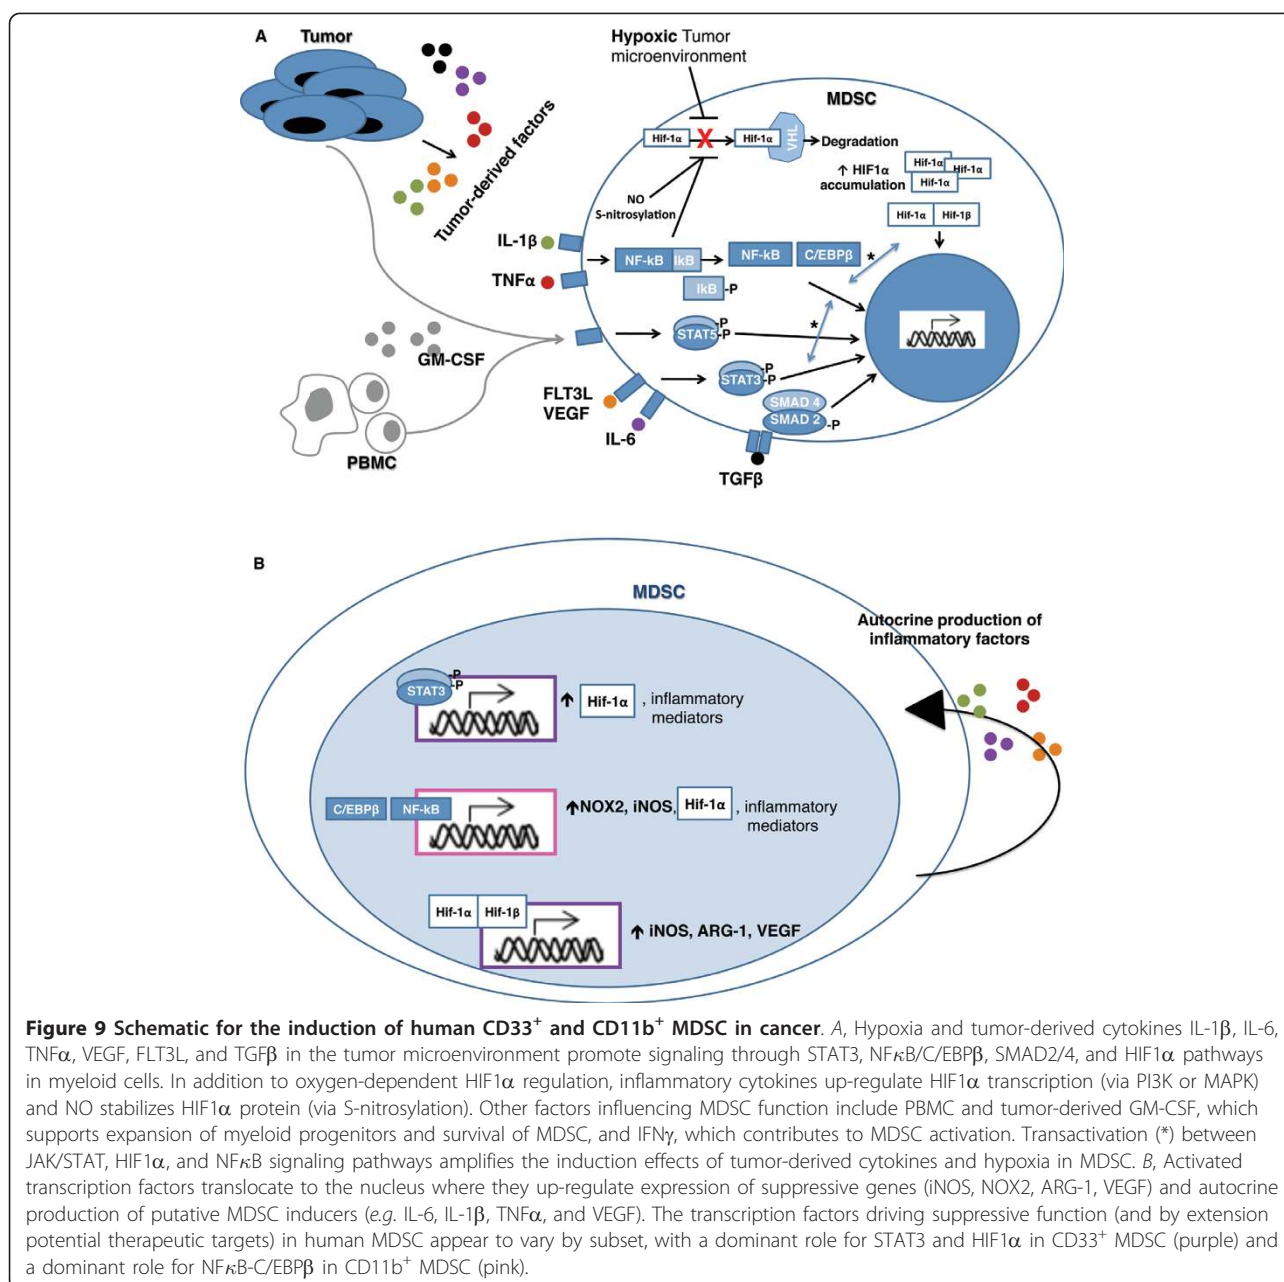 A
Tumor
Tumor-derived factors
Hypoxic Tumor
microenvironment
MDSC
Hif-1α
X
Hif-1α
VHL
Degradation
↑ HIF1α
accumulation
Hif-1α
Hif-1α
Hif-1α
NO
S-nitrosylation
Hif-1α Hif-1β
IL-1β
TNFα
NF-kB IkB
NF-kB
C/EBPβ
*
IkB -P
GM-CSF
-P
STAT5 -P
*
-P
STAT3 -P
FLT3L
VEGF
IL-6
SMAD 4
SMAD 2 -P
TGFβ
PBMC
B
MDSC
Autocrine production of
inflammatory factors
-P
STAT3 -P
↑ Hif-1α , inflammatory
mediators
C/EBPβ NF-kB
↑NOX2, iNOS, Hif-1α , inflammatory
mediators
Hif-1α Hif-1β
↑ iNOS, ARG-1, VEGF
Figure 9 Schematic for the induction of human CD33⁺ and CD11b⁺ MDSC in cancer. A, Hypoxia and tumor-derived cytokines IL-1β, IL-6,
TNFα, VEGF, FLT3L, and TGFβ in the tumor microenvironment promote signaling through STAT3, NFκB/C/EBPβ, SMAD2/4, and HIF1α pathways
in myeloid cells. In addition to oxygen-dependent HIF1α regulation, inflammatory cytokines up-regulate HIF1α transcription (via PI3K or MAPK)
and NO stabilizes HIF1α protein (via S-nitrosylation). Other factors influencing MDSC function include PBMC and tumor-derived GM-CSF, which
supports expansion of myeloid progenitors and survival of MDSC, and IFNγ, which contributes to MDSC activation. Transactivation (*) between
JAK/STAT, HIF1α, and NFκB signaling pathways amplifies the induction effects of tumor-derived cytokines and hypoxia in MDSC. B, Activated
transcription factors translocate to the nucleus where they up-regulate expression of suppressive genes (iNOS, NOX2, ARG-1, VEGF) and autocrine
production of putative MDSC inducers (e.g. IL-6, IL-1β, TNFα, and VEGF). The transcription factors driving suppressive function (and by extension
potential therapeutic targets) in human MDSC appear to vary by subset, with a dominant role for STAT3 and HIF1α in CD33⁺ MDSC (purple) and
a dominant role for NFκB-C/EBPβ in CD11b⁺ MDSC (pink).